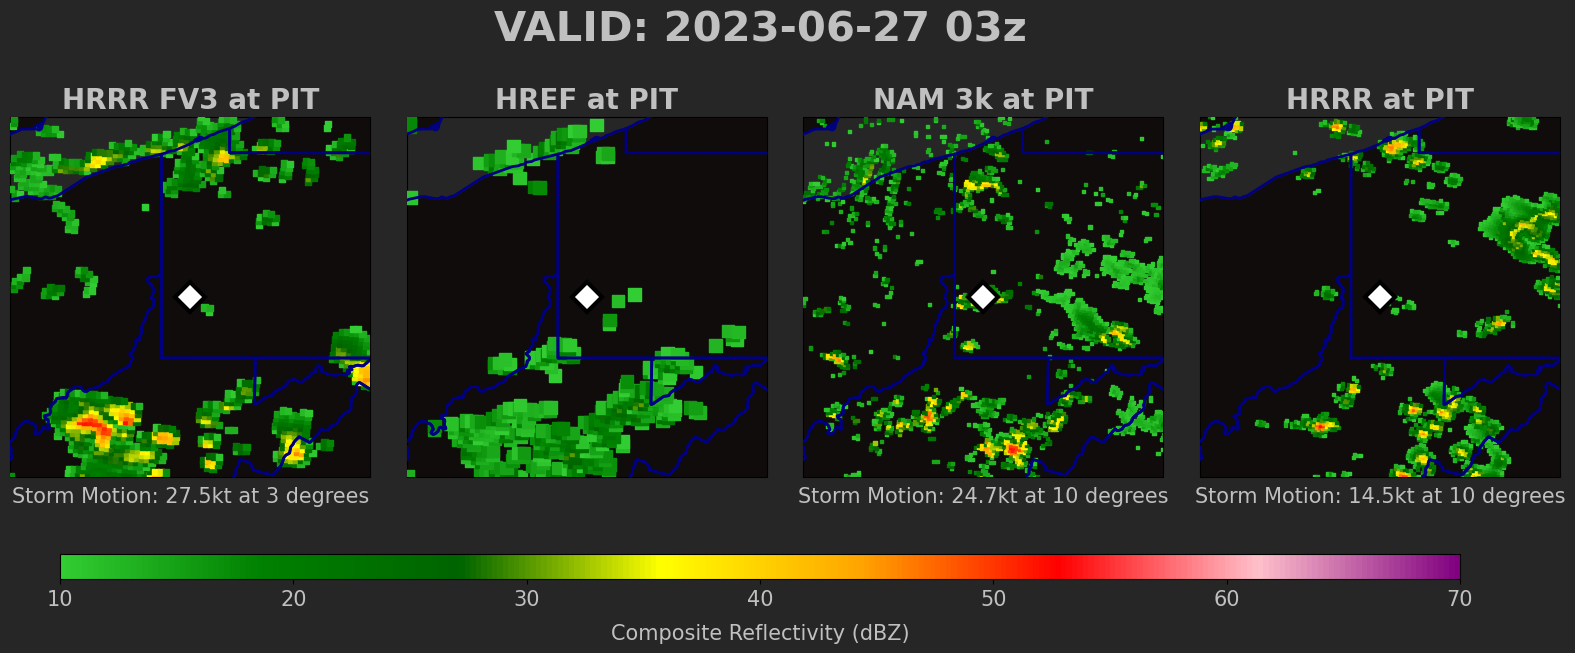 VALID: 2023-06-27 03z
HRRR FV3 at PIT
HREF at PIT
NAM 3k at PIT
HRRR at PIT
Storm Motion: 27.5kt at 3 degrees
Storm Motion: 24.7kt at 10 degrees
Storm Motion: 14.5kt at 10 degrees
10 20 30 40 50 60 70
Composite Reflectivity (dBZ)